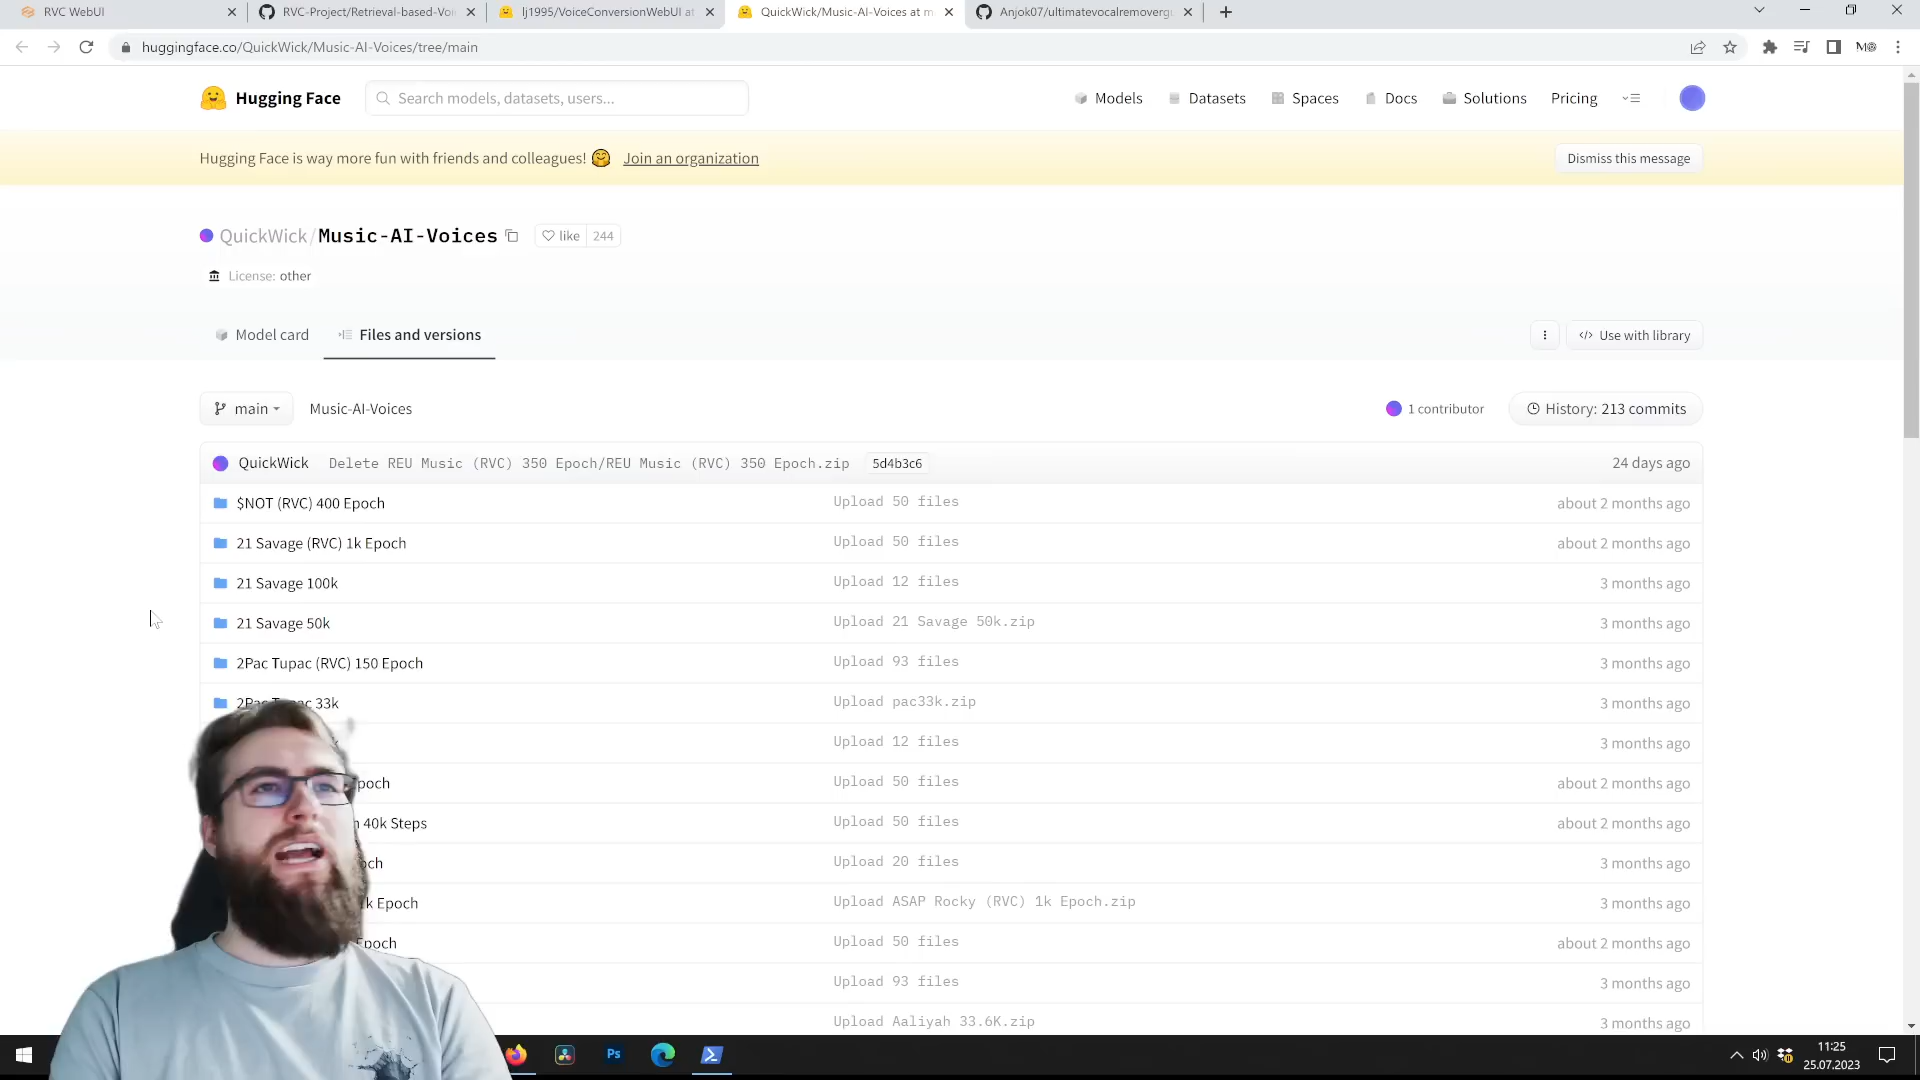 RVC WebUI
RVC-Project/Retrieval-based-Voi
lj1995/VoiceConversionWebUI at
QuickWick/Music-AI-Voices at m
Anjok07/ultimatevocalremovergu
huggingface.co/QuickWick/Music-AI-Voices/tree/main
Hugging Face
Search models, datasets, users...
Models
Datasets
Spaces
Docs
Solutions
Pricing
Hugging Face is way more fun with friends and colleagues! 🤗 Join an organization
Dismiss this message
QuickWick/Music-AI-Voices
like 244
License: other
Model card
Files and versions
Use with library
main
Music-AI-Voices
1 contributor
History: 213 commits
QuickWick Delete REU Music (RVC) 350 Epoch/REU Music (RVC) 350 Epoch.zip 5d4b3c6 24 days ago
$NOT (RVC) 400 Epoch Upload 50 files about 2 months ago
21 Savage (RVC) 1k Epoch Upload 50 files about 2 months ago
21 Savage 100k Upload 12 files 3 months ago
21 Savage 50k Upload 21 Savage 50k.zip 3 months ago
2Pac Tupac (RVC) 150 Epoch Upload 93 files 3 months ago
2Pac Tupac 33k Upload pac33k.zip 3 months ago
Upload 12 files 3 months ago
poch Upload 50 files about 2 months ago
40k Steps Upload 50 files about 2 months ago
och Upload 20 files 3 months ago
1k Epoch Upload ASAP Rocky (RVC) 1k Epoch.zip 3 months ago
Epoch Upload 50 files about 2 months ago
Upload 93 files 3 months ago
Upload Aaliyah 33.6K.zip 3 months ago
Ps
11:25
25.07.2023